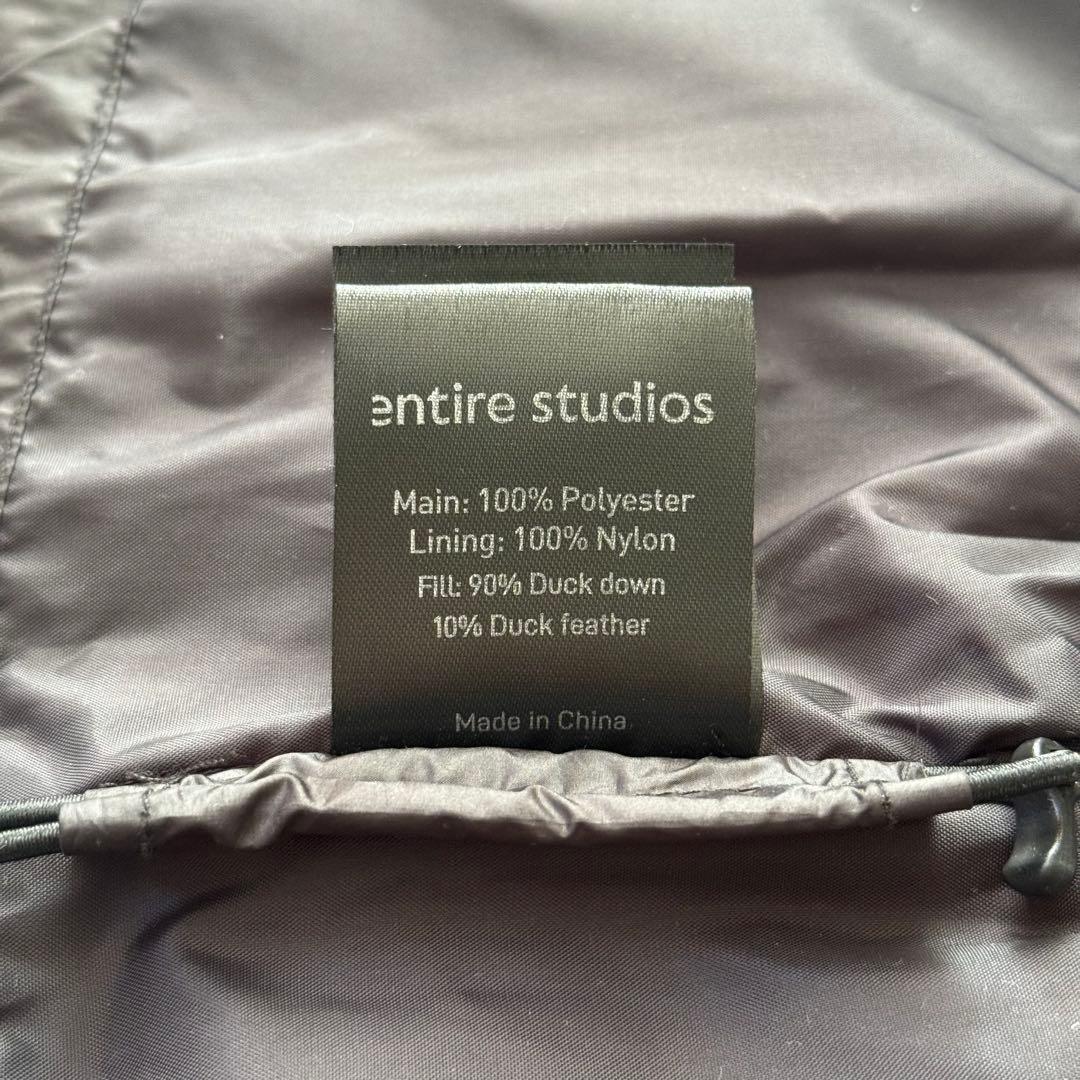 entire studios
Main: 100% Polyester
Lining: 100% Nylon
Fill: 90% Duck down
10% Duck feather
Made in China